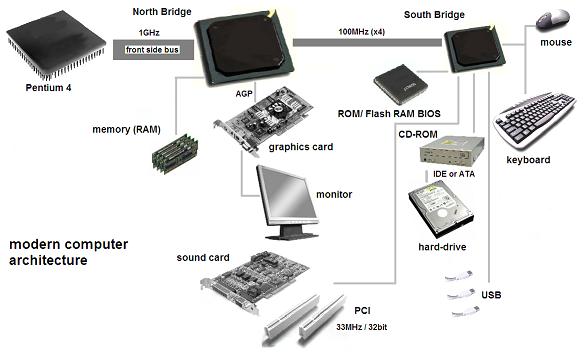 North Bridge
South Bridge
1GHz
front side bus
100MHz (x4)
mouse
Pentium 4
AGP
ROM/ Flash RAM BIOS
memory (RAM)
graphics card
CD-ROM
keyboard
IDE or ATA
monitor
modern computer
architecture
hard-drive
sound card
USB
PCI
33MHz / 32bit